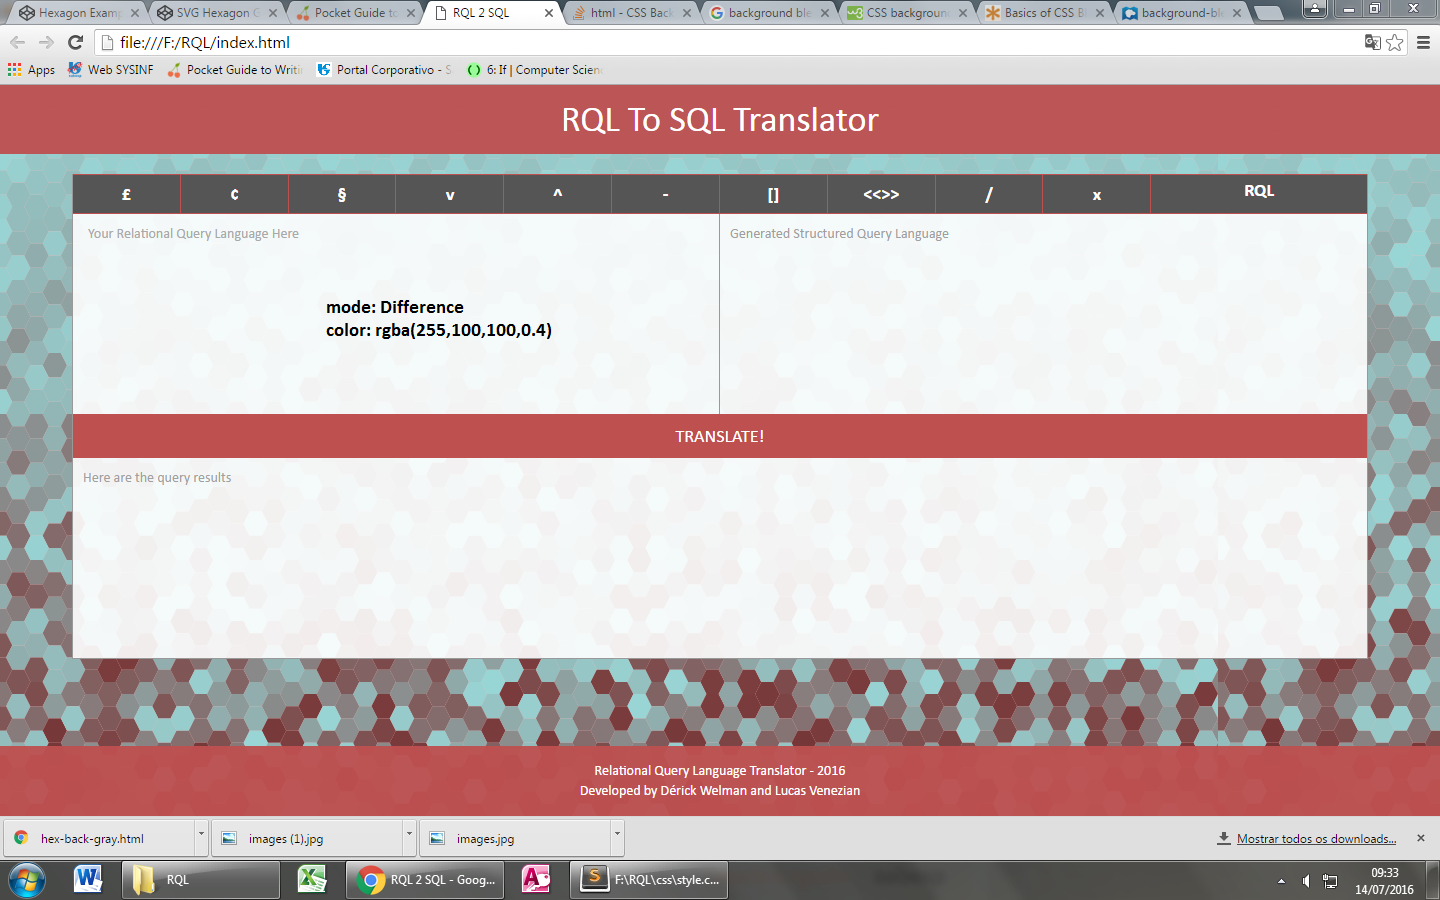 Hexagon Examp
SVG Hexagon G
Pocket Guide to
RQL 2 SQL
html - CSS Back
background ble
CSS background
Basics of CSS Bl
background-ble
file:///F:/RQL/index.html
Apps
Web SYSINF
Pocket Guide to Writi
Portal Corporativo - S
6: If | Computer Scien
RQL To SQL Translator
£ ¢ § v ^ - [] <<>> / x RQL
Your Relational Query Language Here
Generated Structured Query Language
mode: Difference
color: rgba(255,100,100,0.4)
TRANSLATE!
Here are the query results
Relational Query Language Translator - 2016
Developed by Dérick Welman and Lucas Venezian
hex-back-gray.html
images (1).jpg
images.jpg
Mostrar todos os downloads...
RQL
RQL 2 SQL - Goog...
F:\RQL\css\style.c...
09:33
14/07/2016